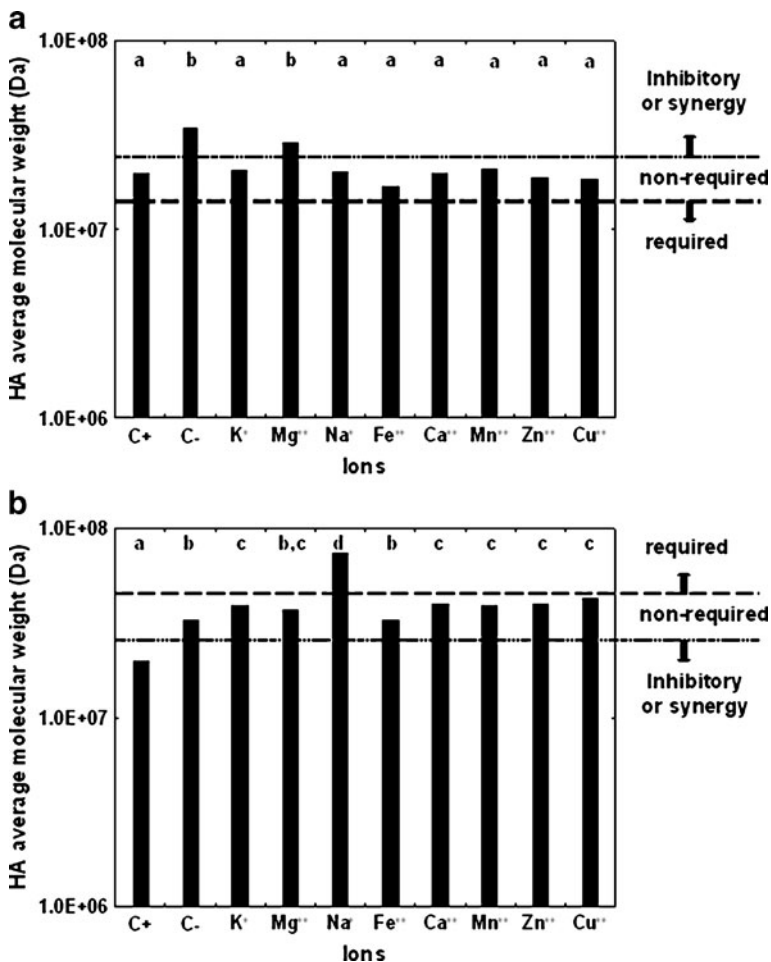 a
HA average molecular weight (Da)
1.0E+08
1.0E+07
1.0E+06
a b a b a a a a a a
Inhibitory
or synergy
non-required
required
C+ C- K⁺ Mg⁺⁺ Na⁺ Fe⁺⁺ Ca⁺⁺ Mn⁺⁺ Zn⁺⁺ Cu⁺⁺
Ions
b
HA average molecular weight (Da)
1.0E+08
1.0E+07
1.0E+06
a b c b,c d b c c c c
required
non-required
Inhibitory
or synergy
C+ C- K⁺ Mg⁺⁺ Na⁺ Fe⁺⁺ Ca⁺⁺ Mn⁺⁺ Zn⁺⁺ Cu⁺⁺
Ions